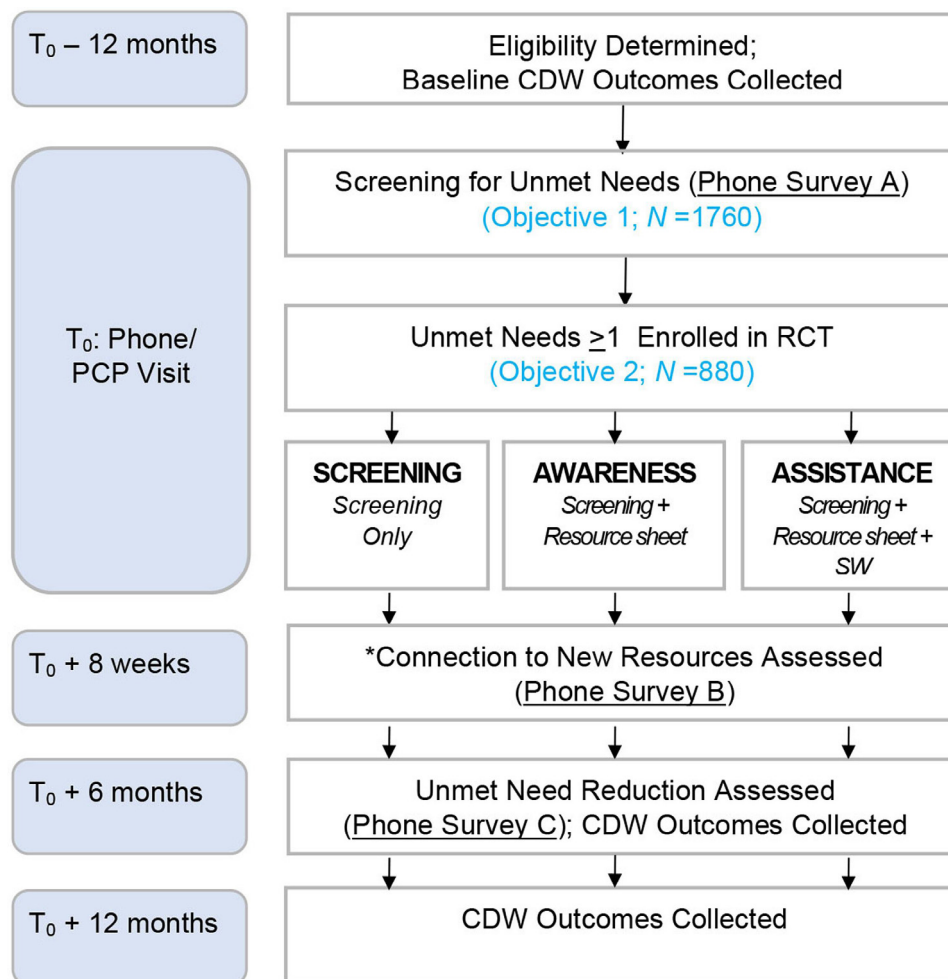 T₀ – 12 months
Eligibility Determined;
Baseline CDW Outcomes Collected
T₀: Phone/
PCP Visit
Screening for Unmet Needs (Phone Survey A)
(Objective 1; N =1760)
Unmet Needs ≥1 Enrolled in RCT
(Objective 2; N =880)
SCREENING
Screening
Only
AWARENESS
Screening +
Resource sheet
ASSISTANCE
Screening +
Resource sheet +
SW
T₀ + 8 weeks
*Connection to New Resources Assessed
(Phone Survey B)
T₀ + 6 months
Unmet Need Reduction Assessed
(Phone Survey C); CDW Outcomes Collected
T₀ + 12 months
CDW Outcomes Collected